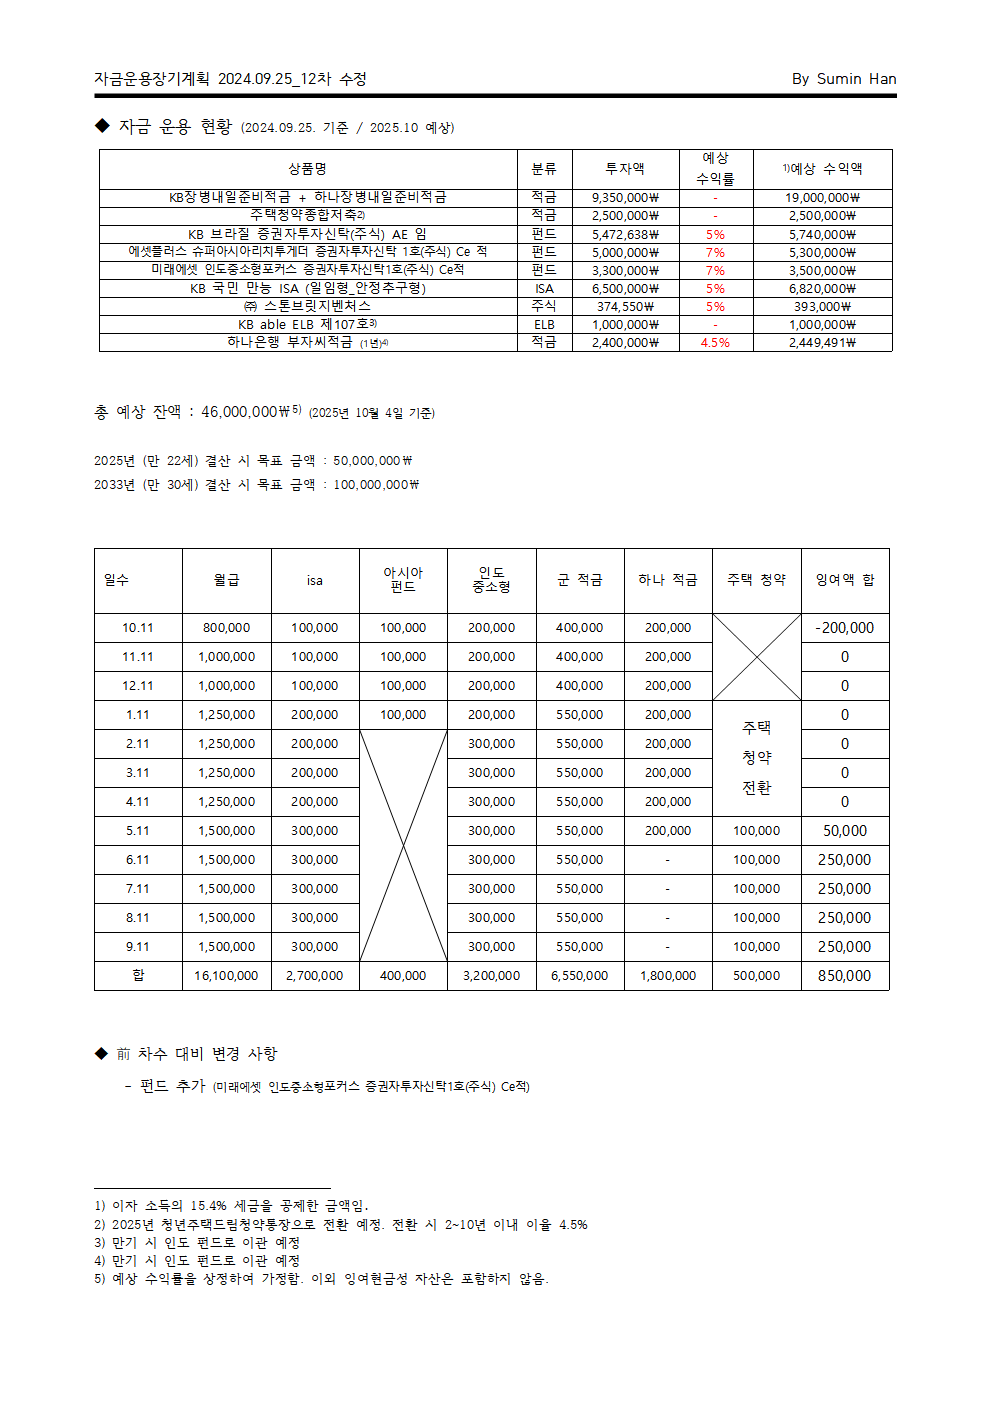 자금운용장기계획 2024.09.25_12차 수정 By Sumin Han
◆ 자금 운용 현황 (2024.09.25. 기준 / 2025.10 예상)
상품명 분류 투자액 예상 수익률 1)예상 수익액
KB장병내일준비적금 + 하나장병내일준비적금 적금 9,350,000₩ - 19,000,000₩
주택청약종합저축2) 적금 2,500,000₩ - 2,500,000₩
KB 브라질 증권자투자신탁(주식) AE 임 펀드 5,472,638₩ 5% 5,740,000₩
에셋플러스 슈퍼아시아리치투게더 증권자투자신탁 1호(주식) Ce 적 펀드 5,000,000₩ 7% 5,300,000₩
미래에셋 인도중소형포커스 증권자투자신탁1호(주식) Ce적 펀드 3,300,000₩ 7% 3,500,000₩
KB 국민 만능 ISA (일임형_안정추구형) ISA 6,500,000₩ 5% 6,820,000₩
㈜ 스톤브릿지벤처스 주식 374,550₩ 5% 393,000₩
KB able ELB 제107호3) ELB 1,000,000₩ - 1,000,000₩
하나은행 부자씨적금 (1년)4) 적금 2,400,000₩ 4.5% 2,449,491₩
총 예상 잔액 : 46,000,000₩5) (2025년 10월 4일 기준)
2025년 (만 22세) 결산 시 목표 금액 : 50,000,000₩
2033년 (만 30세) 결산 시 목표 금액 : 100,000,000₩
일수 월급 isa 아시아 펀드 인도 중소형 군 적금 하나 적금 주택 청약 잉여액 합
10.11 800,000 100,000 100,000 200,000 400,000 200,000 -200,000
11.11 1,000,000 100,000 100,000 200,000 400,000 200,000 0
12.11 1,000,000 100,000 100,000 200,000 400,000 200,000 0
1.11 1,250,000 200,000 100,000 200,000 550,000 200,000 주택 청약 전환 0
2.11 1,250,000 200,000 300,000 550,000 200,000 0
3.11 1,250,000 200,000 300,000 550,000 200,000 0
4.11 1,250,000 200,000 300,000 550,000 200,000 0
5.11 1,500,000 300,000 300,000 550,000 200,000 100,000 50,000
6.11 1,500,000 300,000 300,000 550,000 - 100,000 250,000
7.11 1,500,000 300,000 300,000 550,000 - 100,000 250,000
8.11 1,500,000 300,000 300,000 550,000 - 100,000 250,000
9.11 1,500,000 300,000 300,000 550,000 - 100,000 250,000
합 16,100,000 2,700,000 400,000 3,200,000 6,550,000 1,800,000 500,000 850,000
◆ 前 차수 대비 변경 사항
- 펀드 추가 (미래에셋 인도중소형포커스 증권자투자신탁1호(주식) Ce적)
1) 이자 소득의 15.4% 세금을 공제한 금액임.
2) 2025년 청년주택드림청약통장으로 전환 예정. 전환 시 2~10년 이내 이율 4.5%
3) 만기 시 인도 펀드로 이관 예정
4) 만기 시 인도 펀드로 이관 예정
5) 예상 수익률을 상정하여 가정함. 이외 잉여현금성 자산은 포함하지 않음.